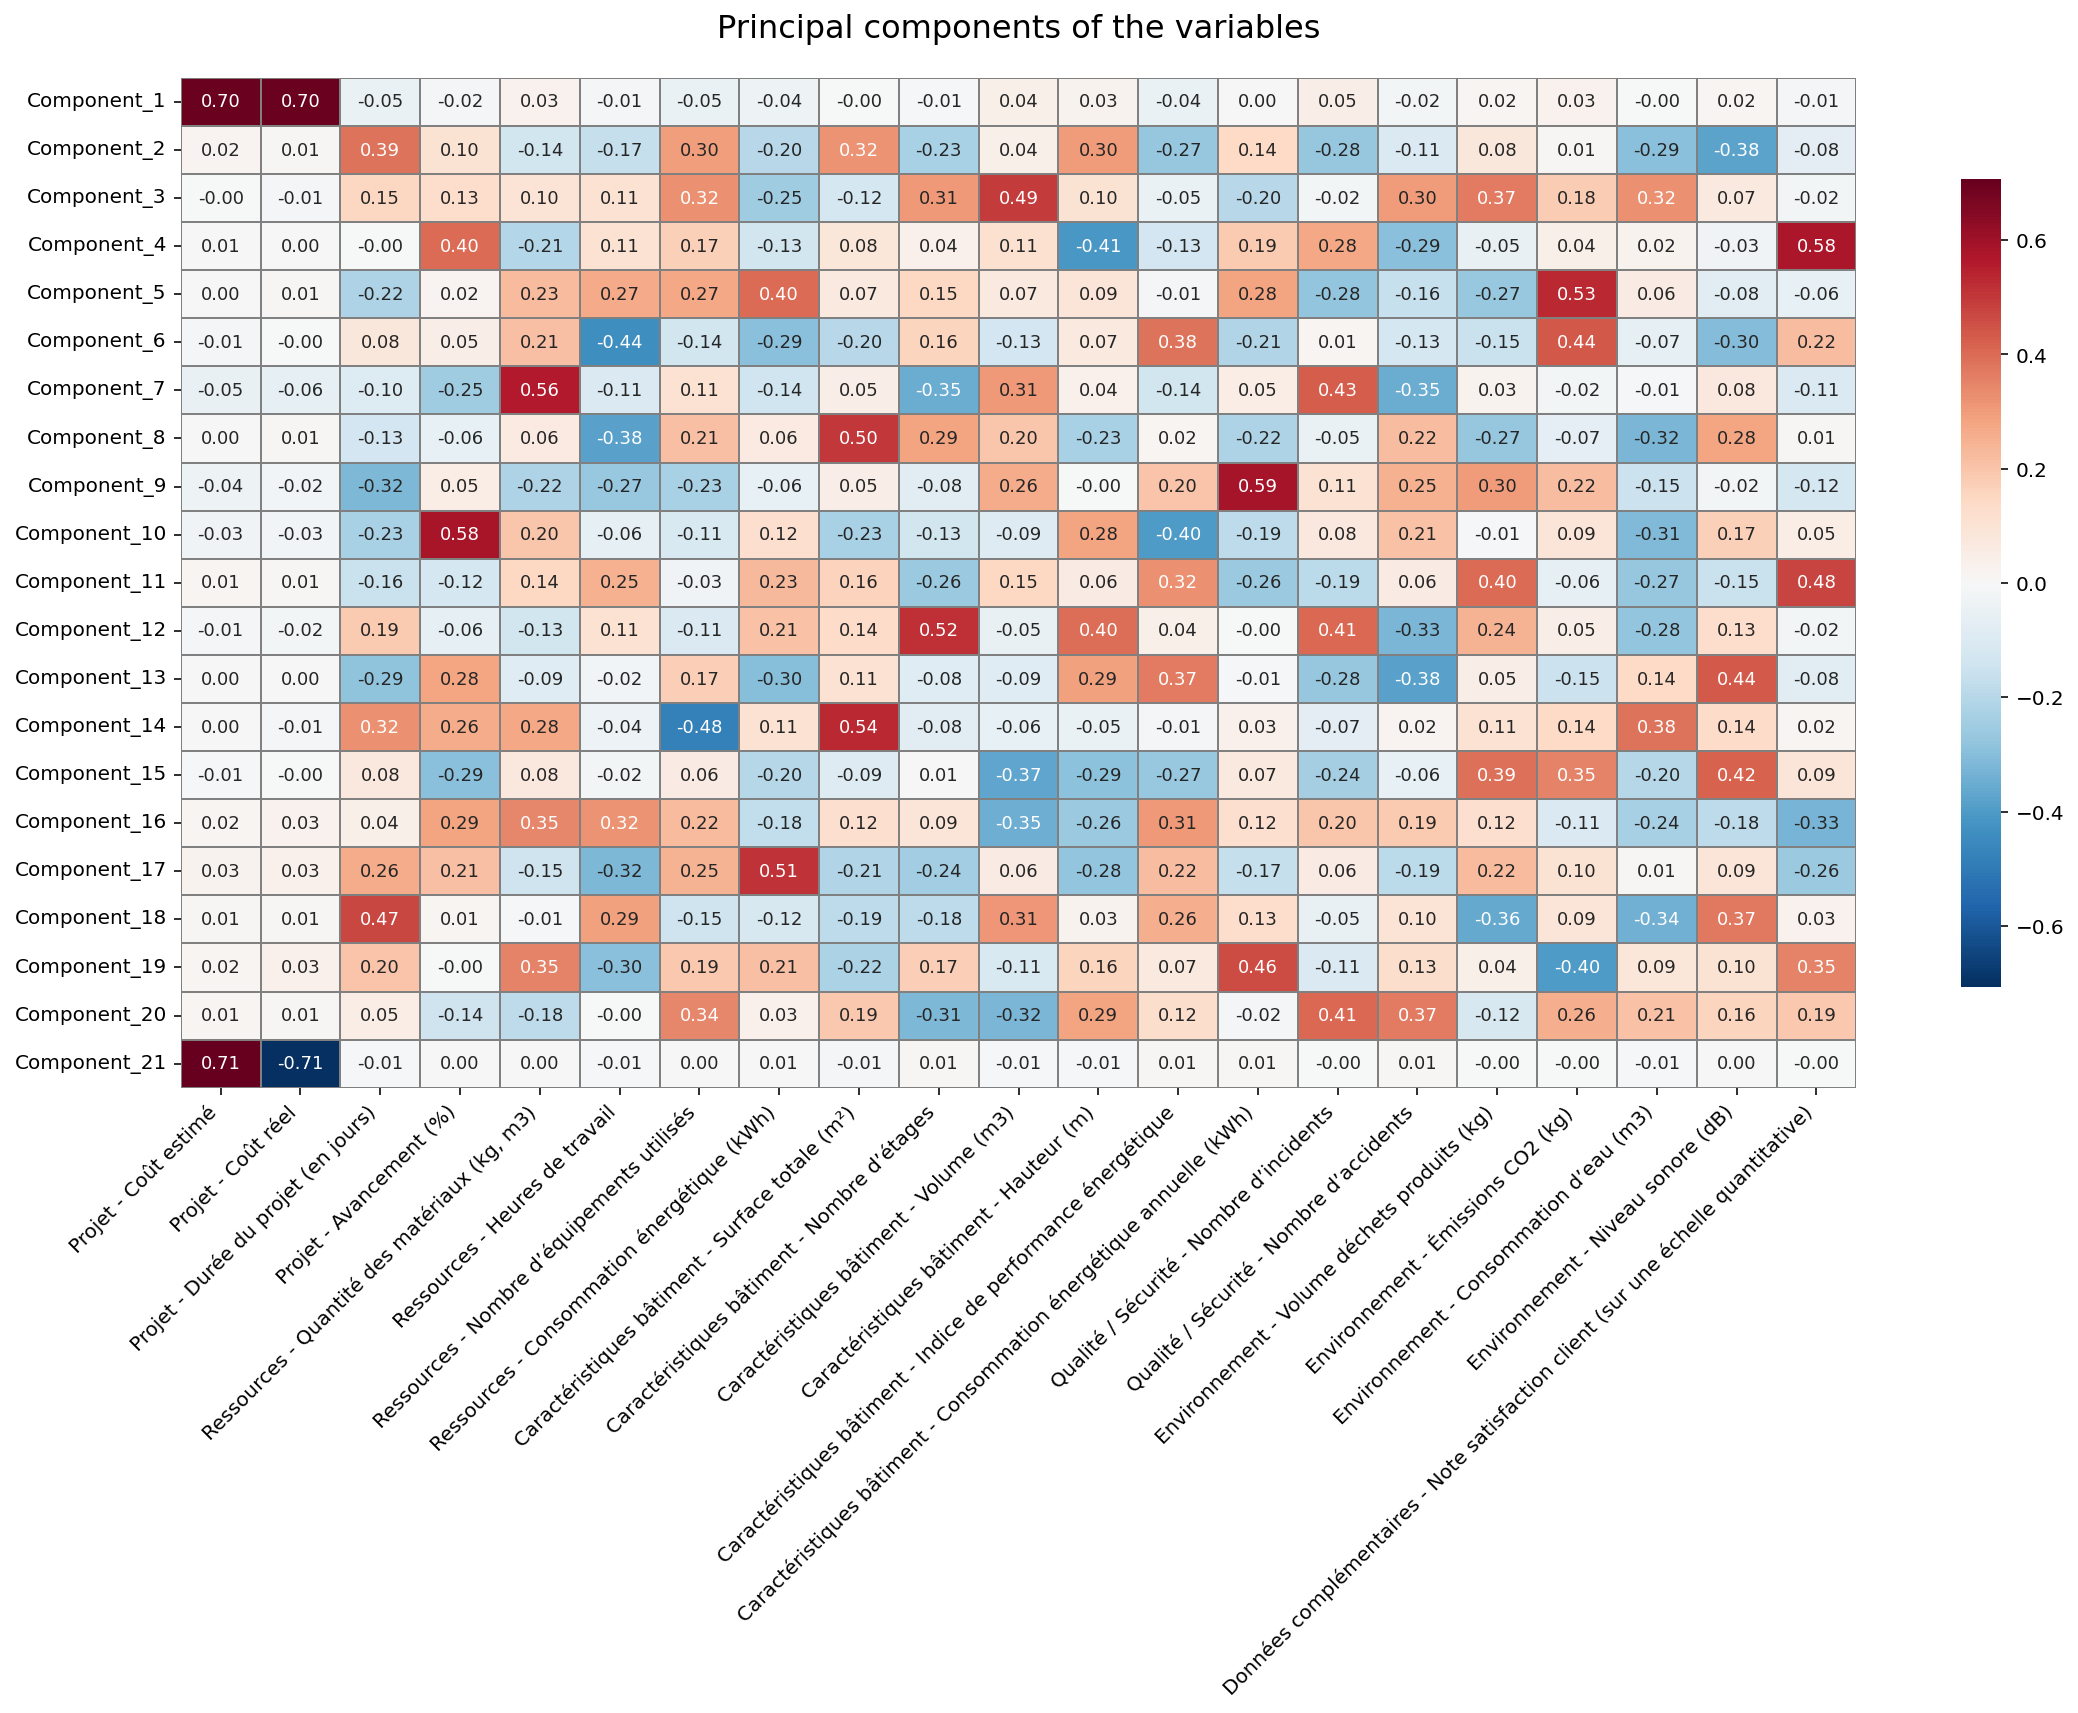 Principal components of the variables
Component_1 0.70 0.70 -0.05 -0.02 0.03 -0.01 -0.05 -0.04 -0.00 -0.01 0.04 0.03 -0.04 0.00 0.05 -0.02 0.02 0.03 -0.00 0.02 -0.01
Component_2 0.02 0.01 0.39 0.10 -0.14 -0.17 0.30 -0.20 0.32 -0.23 0.04 0.30 -0.27 0.14 -0.28 -0.11 0.08 0.01 -0.29 -0.38 -0.08
Component_3 -0.00 -0.01 0.15 0.13 0.10 0.11 0.32 -0.25 -0.12 0.31 0.49 0.10 -0.05 -0.20 -0.02 0.30 0.37 0.18 0.32 0.07 -0.02
Component_4 0.01 0.00 -0.00 0.40 -0.21 0.11 0.17 -0.13 0.08 0.04 0.11 -0.41 -0.13 0.19 0.28 -0.29 -0.05 0.04 0.02 -0.03 0.58
Component_5 0.00 0.01 -0.22 0.02 0.23 0.27 0.27 0.40 0.07 0.15 0.07 0.09 -0.01 0.28 -0.28 -0.16 -0.27 0.53 0.06 -0.08 -0.06
Component_6 -0.01 -0.00 0.08 0.05 0.21 -0.44 -0.14 -0.29 -0.20 0.16 -0.13 0.07 0.38 -0.21 0.01 -0.13 -0.15 0.44 -0.07 -0.30 0.22
Component_7 -0.05 -0.06 -0.10 -0.25 0.56 -0.11 0.11 -0.14 0.05 -0.35 0.31 0.04 -0.14 0.05 0.43 -0.35 0.03 -0.02 -0.01 0.08 -0.11
Component_8 0.00 0.01 -0.13 -0.06 0.06 -0.38 0.21 0.06 0.50 0.29 0.20 -0.23 0.02 -0.22 -0.05 0.22 -0.27 -0.07 -0.32 0.28 0.01
Component_9 -0.04 -0.02 -0.32 0.05 -0.22 -0.27 -0.23 -0.06 0.05 -0.08 0.26 -0.00 0.20 0.59 0.11 0.25 0.30 0.22 -0.15 -0.02 -0.12
Component_10 -0.03 -0.03 -0.23 0.58 0.20 -0.06 -0.11 0.12 -0.23 -0.13 -0.09 0.28 -0.40 -0.19 0.08 0.21 -0.01 0.09 -0.31 0.17 0.05
Component_11 0.01 0.01 -0.16 -0.12 0.14 0.25 -0.03 0.23 0.16 -0.26 0.15 0.06 0.32 -0.26 -0.19 0.06 0.40 -0.06 -0.27 -0.15 0.48
Component_12 -0.01 -0.02 0.19 -0.06 -0.13 0.11 -0.11 0.21 0.14 0.52 -0.05 0.40 0.04 -0.00 0.41 -0.33 0.24 0.05 -0.28 0.13 -0.02
Component_13 0.00 0.00 -0.29 0.28 -0.09 -0.02 0.17 -0.30 0.11 -0.08 -0.09 0.29 0.37 -0.01 -0.28 -0.38 0.05 -0.15 0.14 0.44 -0.08
Component_14 0.00 -0.01 0.32 0.26 0.28 -0.04 -0.48 0.11 0.54 -0.08 -0.06 -0.05 -0.01 0.03 -0.07 0.02 0.11 0.14 0.38 0.14 0.02
Component_15 -0.01 -0.00 0.08 -0.29 0.08 -0.02 0.06 -0.20 -0.09 0.01 -0.37 -0.29 -0.27 0.07 -0.24 -0.06 0.39 0.35 -0.20 0.42 0.09
Component_16 0.02 0.03 0.04 0.29 0.35 0.32 0.22 -0.18 0.12 0.09 -0.35 -0.26 0.31 0.12 0.20 0.19 0.12 -0.11 -0.24 -0.18 -0.33
Component_17 0.03 0.03 0.26 0.21 -0.15 -0.32 0.25 0.51 -0.21 -0.24 0.06 -0.28 0.22 -0.17 0.06 -0.19 0.22 0.10 0.01 0.09 -0.26
Component_18 0.01 0.01 0.47 0.01 -0.01 0.29 -0.15 -0.12 -0.19 -0.18 0.31 0.03 0.26 0.13 -0.05 0.10 -0.36 0.09 -0.34 0.37 0.03
Component_19 0.02 0.03 0.20 -0.00 0.35 -0.30 0.19 0.21 -0.22 0.17 -0.11 0.16 0.07 0.46 -0.11 0.13 0.04 -0.40 0.09 0.10 0.35
Component_20 0.01 0.01 0.05 -0.14 -0.18 -0.00 0.34 0.03 0.19 -0.31 -0.32 0.29 0.12 -0.02 0.41 0.37 -0.12 0.26 0.21 0.16 0.19
Component_21 0.71 -0.71 -0.01 0.00 0.00 -0.01 0.00 0.01 -0.01 0.01 -0.01 -0.01 0.01 0.01 -0.00 0.01 -0.00 -0.00 -0.01 0.00 -0.00
Projet - Coût estimé
Projet - Coût réel
Projet - Durée du projet (en jours)
Projet - Avancement (%)
Ressources - Quantité des matériaux (kg, m3)
Ressources - Heures de travail
Ressources - Nombre d’équipements utilisés
Ressources - Consommation énergétique (kWh)
Caractéristiques bâtiment - Surface totale (m²)
Caractéristiques bâtiment - Nombre d’étages
Caractéristiques bâtiment - Volume (m3)
Caractéristiques bâtiment - Hauteur (m)
Caractéristiques bâtiment - Indice de performance énergétique
Caractéristiques bâtiment - Consommation énergétique annuelle (kWh)
Qualité / Sécurité - Nombre d’incidents
Qualité / Sécurité - Nombre d’accidents
Environnement - Volume déchets produits (kg)
Environnement - Émissions CO2 (kg)
Environnement - Consommation d’eau (m3)
Environnement - Niveau sonore (dB)
Données complémentaires - Note satisfaction client (sur une échelle quantitative)
0.6
0.4
0.2
0.0
−0.2
−0.4
−0.6